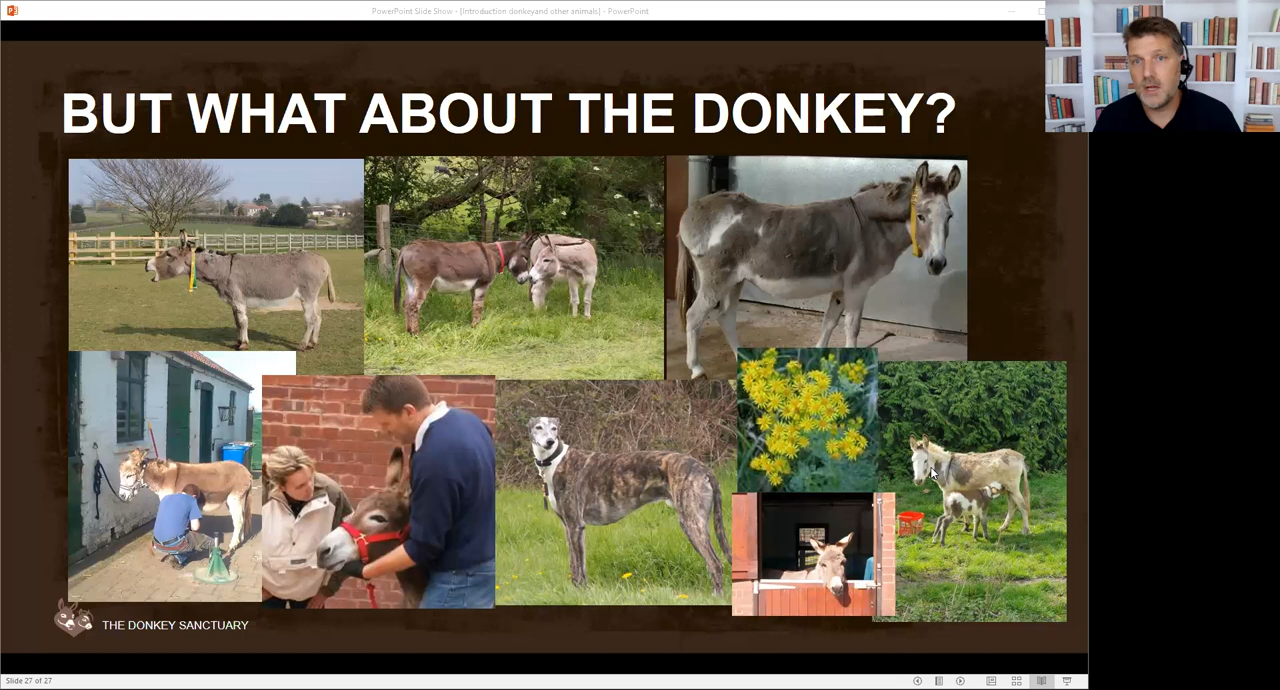 PowerPoint Slide Show - [Introduction donkeyand other animals] - PowerPoint
BUT WHAT ABOUT THE DONKEY?
THE DONKEY SANCTUARY
Slide 27 of 27